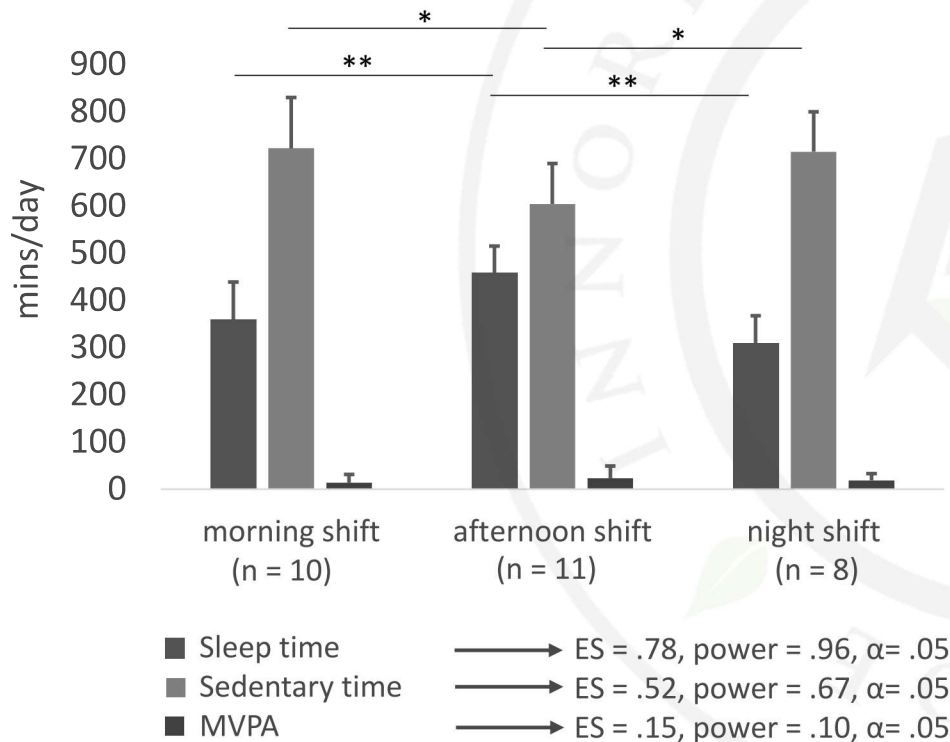 *
*
**
**
900
800
700
600
500
400
300
200
100
0
mins/day
morning shift
(n = 10)
afternoon shift
(n = 11)
night shift
(n = 8)
Sleep time
ES = .78, power = .96, α= .05
Sedentary time
ES = .52, power = .67, α= .05
MVPA
ES = .15, power = .10, α= .05
INNOR